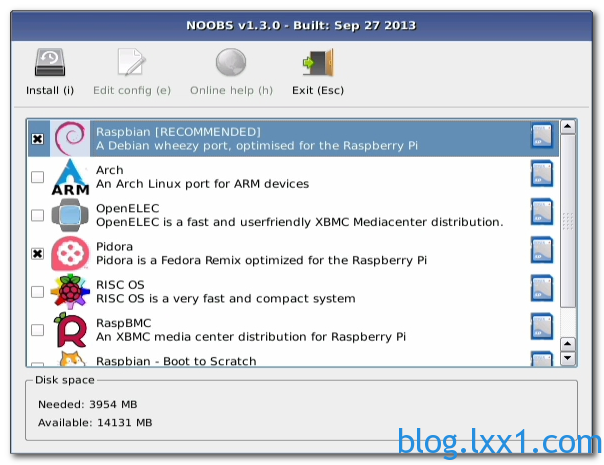 NOOBS v1.3.0 - Built: Sep 27 2013
Install (i)
Edit config (e)
Online help (h)
Exit (Esc)
Raspbian [RECOMMENDED]
A Debian wheezy port, optimised for the Raspberry Pi
ARM
Arch
An Arch Linux port for ARM devices
OpenELEC
OpenELEC is a fast and userfriendly XBMC Mediacenter distribution.
Pidora
Pidora is a Fedora Remix optimized for the Raspberry Pi
RISC OS
RISC OS is a very fast and compact system
RaspBMC
An XBMC media center distribution for Raspberry Pi
Raspbian - Boot to Scratch
Disk space
Needed: 3954 MB
Available: 14131 MB
blog.lxx1.com